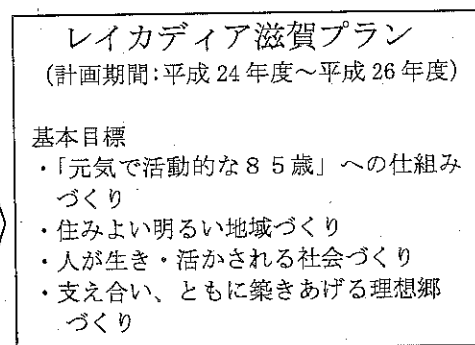 レイカディア滋賀プラン
(計画期間:平成24年度～平成26年度)
基本目標
・「元気で活動的な８５歳」への仕組み
づくり
・住みよい明るい地域づくり
・人が生き・活かされる社会づくり
・支え合い、ともに築きあげる理想郷
づくり